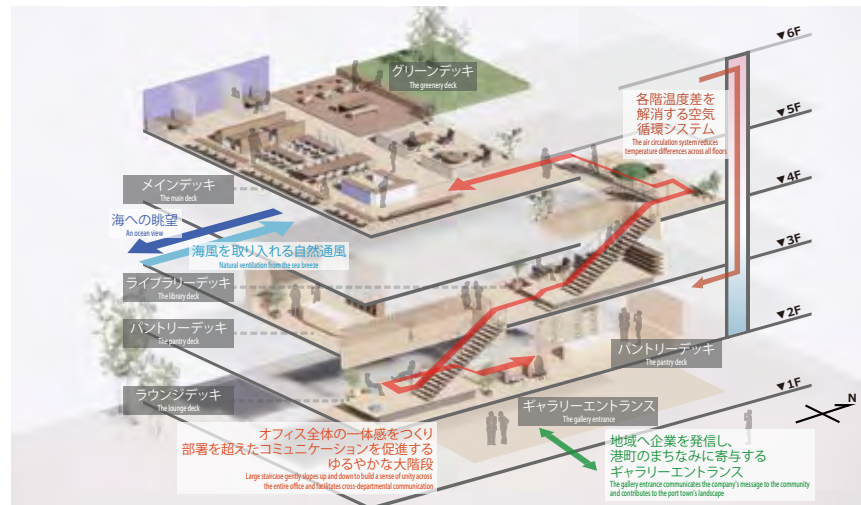 ▼6F
グリーンデッキ
The greenery deck
各階温度差を
解消する空気
循環システム
The air circulation system reduces
temperature differences across all floors
▼5F
▼4F
メインデッキ
The main deck
海への眺望
An ocean view
海風を取り入れる自然通風
Natural ventilation from the sea breeze
▼3F
ライブラリーデッキ
The library deck
▼2F
パントリーデッキ
The pantry deck
パントリーデッキ
The pantry deck
▼1F
ラウンジデッキ
The lounge deck
ギャラリーエントランス
The gallery entrance
N
オフィス全体の一体感をつくり
部署を超えたコミュニケーションを促進する
ゆるやかな大階段
Large staircase gently slopes up and down to build a sense of unity across
the entire office and facilitates cross-departmental communication
地域へ企業を発信し、
港町のまちなみに寄与する
ギャラリーエントランス
The gallery entrance communicates the company's message to the community
and contributes to the port town's landscape